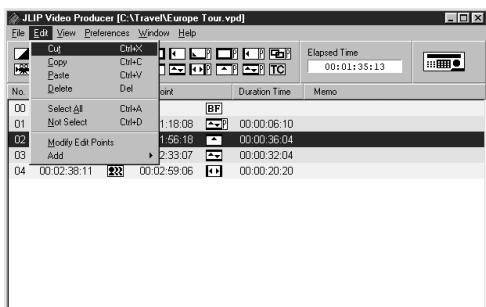 JLIP Video Producer [C:\Travel\Europe Tour.vpd]
File Edit View Preferences Window Help
Cut Ctrl+X
Copy Ctrl+C
Paste Ctrl+V
Delete Del
Select All Ctrl+A
Not Select Ctrl+D
Modify Edit Points
Add
P P P
P P P TC
Elapsed Time
00:01:35:13
No. oint Duration Time Memo
00 BF
01 1:18:08 P 00:00:06:10
02 1:56:18 00:00:36:04
03 2:33:07 00:00:32:04
04 00:02:38:11 00:02:59:06 00:00:20:20